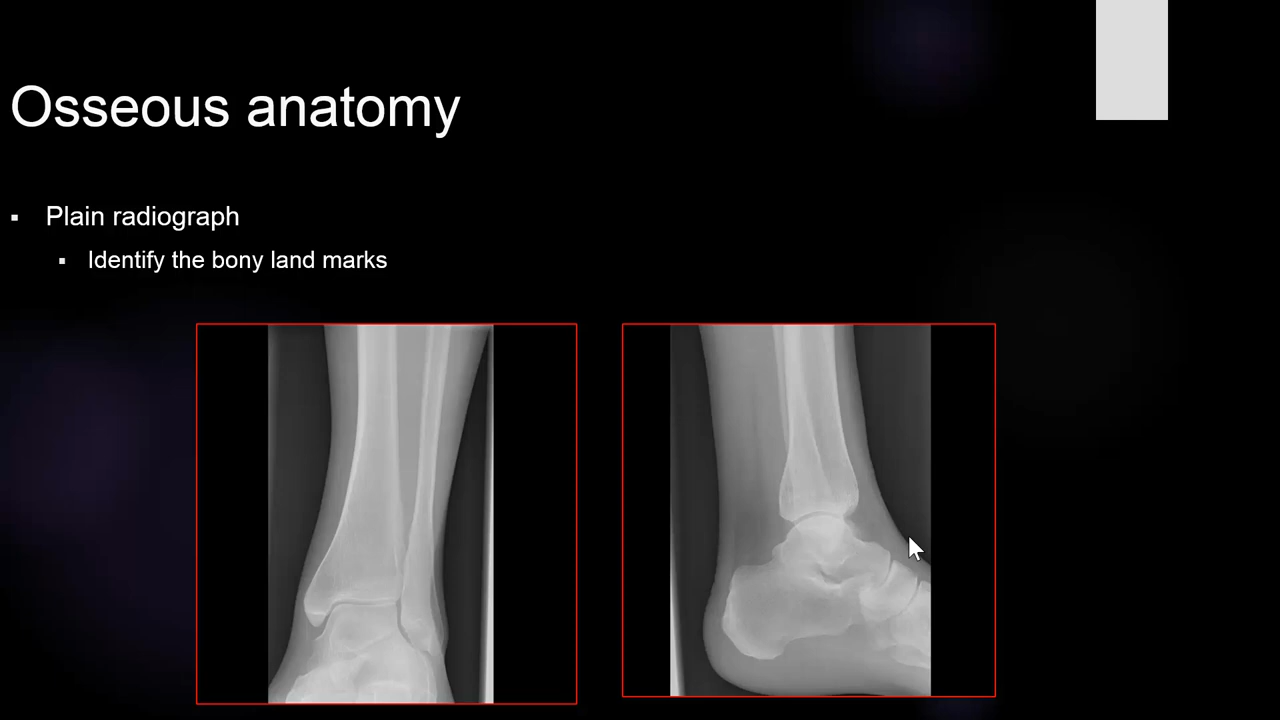 Osseous anatomy
▪ Plain radiograph
▪ Identify the bony land marks